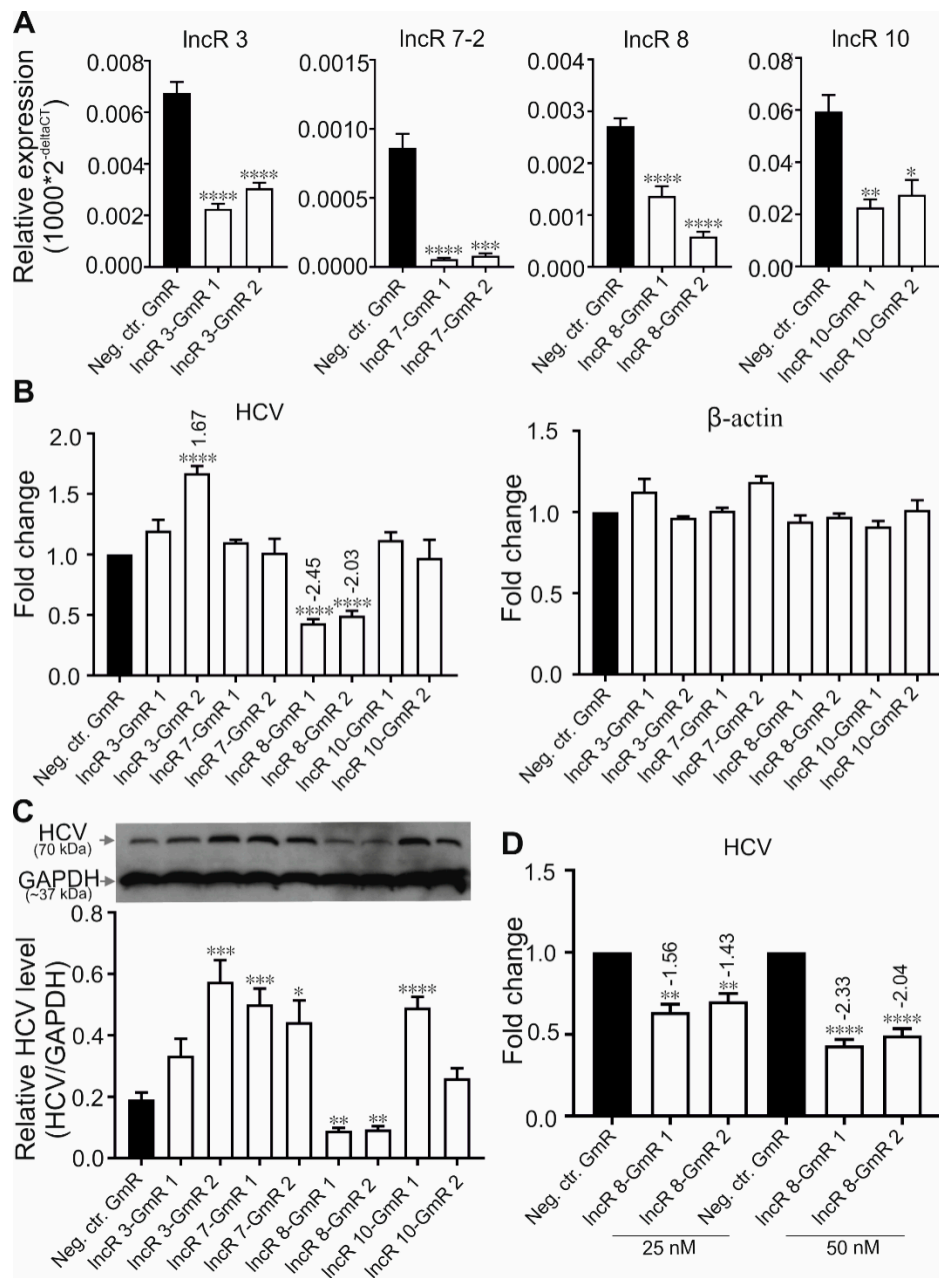 A
lncR 3
lncR 7-2
lncR 8
lncR 10
Relative expression
(1000*2^-deltaCT)
0.008
0.006
0.004
0.002
0.000
****
****
Neg. ctr. GmR
lncR 3-GmR 1
lncR 3-GmR 2
0.0015
0.0010
0.0005
0.0000
****
***
Neg. ctr. GmR
lncR 7-GmR 1
lncR 7-GmR 2
0.004
0.003
0.002
0.001
0.000
****
****
Neg. ctr. GmR
lncR 8-GmR 1
lncR 8-GmR 2
0.08
0.06
0.04
0.02
0.00
**
*
Neg. ctr. GmR
lncR 10-GmR 1
lncR 10-GmR 2
B
HCV
Fold change
2.0
1.5
1.0
0.5
0.0
**** 1.67
**** -2.45
**** -2.03
Neg. ctr. GmR
lncR 3-GmR 1
lncR 3-GmR 2
lncR 7-GmR 1
lncR 7-GmR 2
lncR 8-GmR 1
lncR 8-GmR 2
lncR 10-GmR 1
lncR 10-GmR 2
β-actin
Fold change
1.5
1.0
0.5
0.0
Neg. ctr. GmR
lncR 3-GmR 1
lncR 3-GmR 2
lncR 7-GmR 1
lncR 7-GmR 2
lncR 8-GmR 1
lncR 8-GmR 2
lncR 10-GmR 1
lncR 10-GmR 2
C
HCV
(70 kDa)
GAPDH
(~37 kDa)
Relative HCV level
(HCV/GAPDH)
0.8
0.6
0.4
0.2
0.0
***
***
*
**
**
****
Neg. ctr. GmR
lncR 3-GmR 1
lncR 3-GmR 2
lncR 7-GmR 1
lncR 7-GmR 2
lncR 8-GmR 1
lncR 8-GmR 2
lncR 10-GmR 1
lncR 10-GmR 2
D
HCV
Fold change
1.5
1.0
0.5
0.0
** -1.56
** -1.43
**** -2.33
**** -2.04
Neg. ctr. GmR
lncR 8-GmR 1
lncR 8-GmR 2
Neg. ctr. GmR
lncR 8-GmR 1
lncR 8-GmR 2
25 nM
50 nM